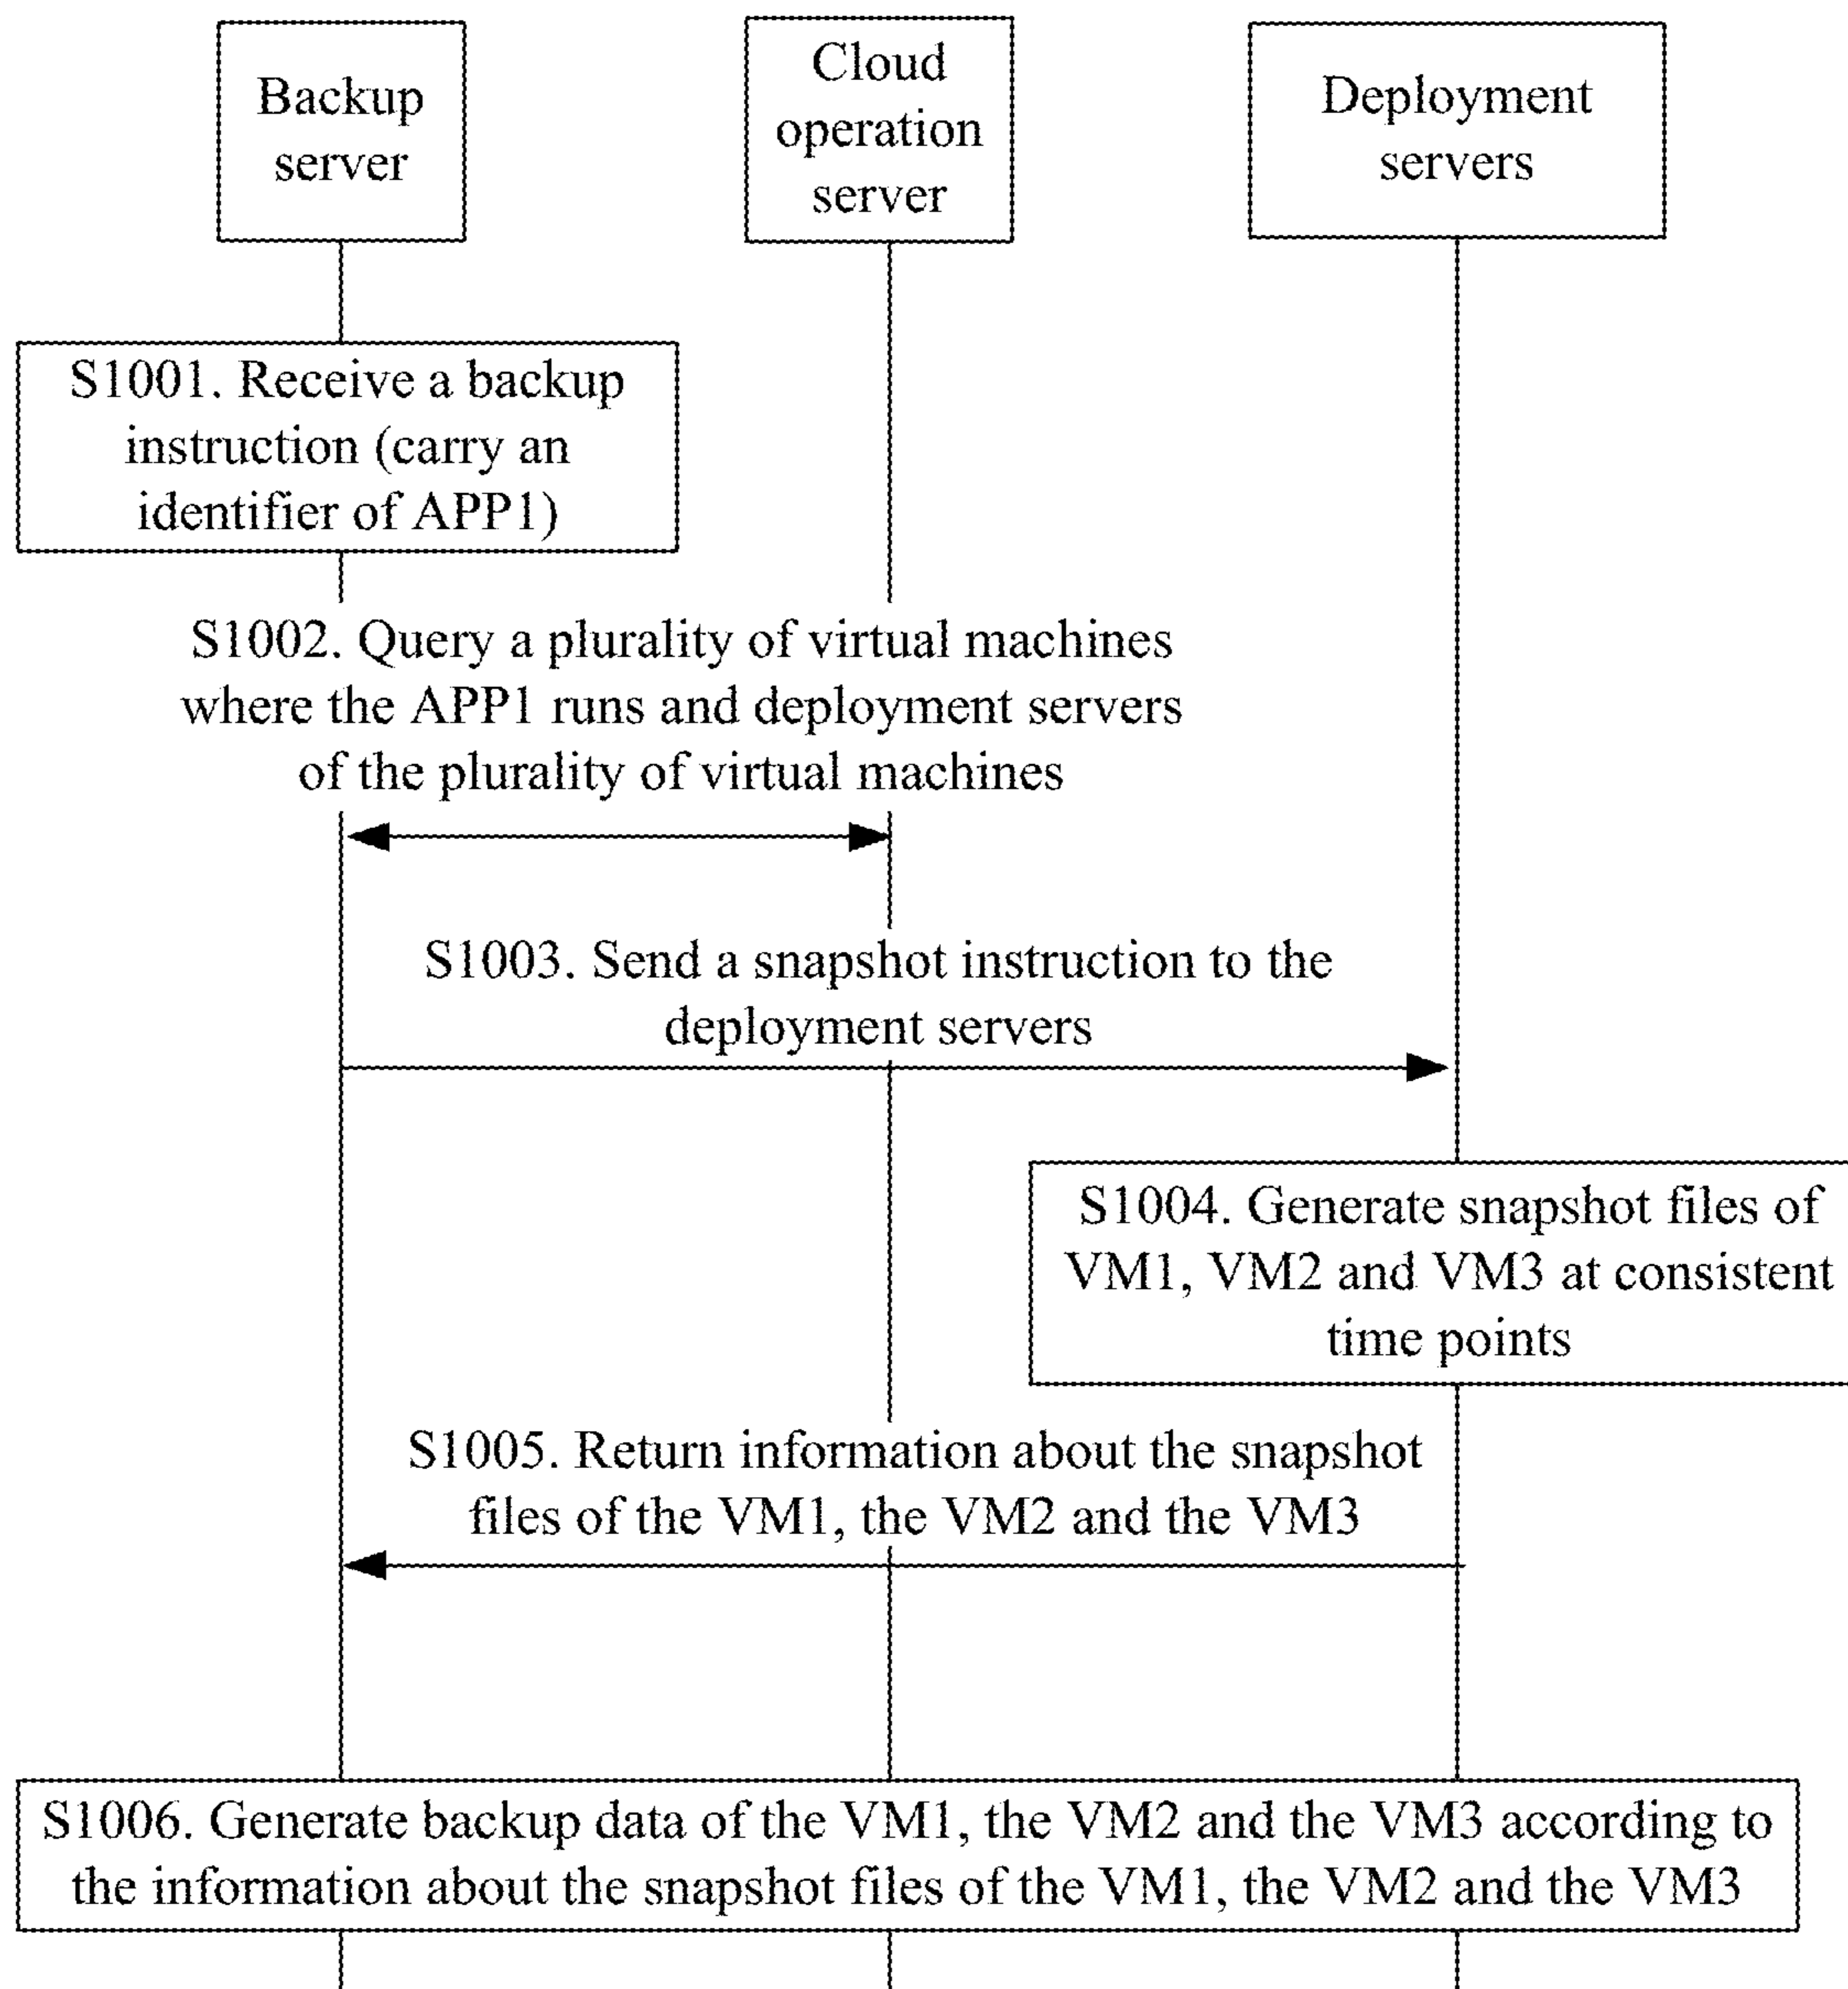 Backup
server
Cloud
operation
server
Deployment
servers
S1001. Receive a backup
instruction (carry an
identifier of APP1)
S1002. Query a plurality of virtual machines
where the APP1 runs and deployment servers
of the plurality of virtual machines
S1003. Send a snapshot instruction to the
deployment servers
S1004. Generate snapshot files of
VM1, VM2 and VM3 at consistent
time points
S1005. Return information about the snapshot
files of the VM1, the VM2 and the VM3
S1006. Generate backup data of the VM1, the VM2 and the VM3 according to
the information about the snapshot files of the VM1, the VM2 and the VM3